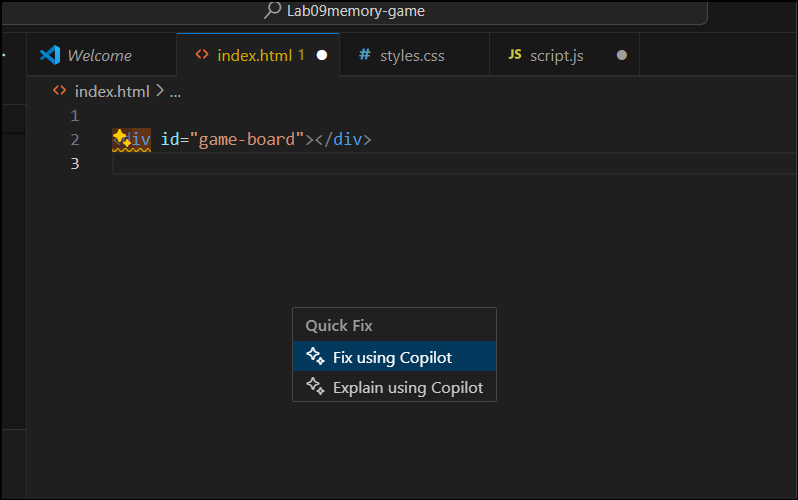 Lab09memory-game
Welcome
index.html 1
styles.css
JS script.js
index.html > ...
1
2 div id="game-board"></div>
3
Quick Fix
Fix using Copilot
Explain using Copilot